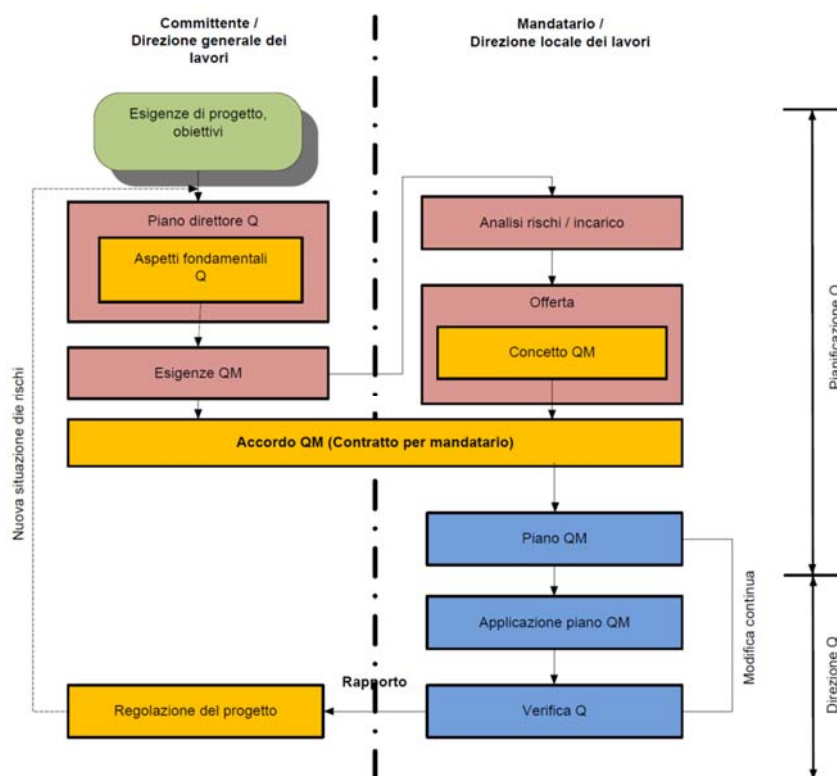 Committente /
Direzione generale dei
lavori
Mandatario /
Direzione locale dei lavori
Esigenze di progetto,
obiettivi
Piano direttore Q
Aspetti fondamentali
Q
Analisi rischi / incarico
Offerta
Concetto QM
Esigenze QM
Accordo QM (Contratto per mandatario)
Piano QM
Applicazione piano QM
Rapporto
Regolazione del progetto
Verifica Q
Nuova situazione die rischi
Modifica continua
Pianificazione Q
Direzione Q